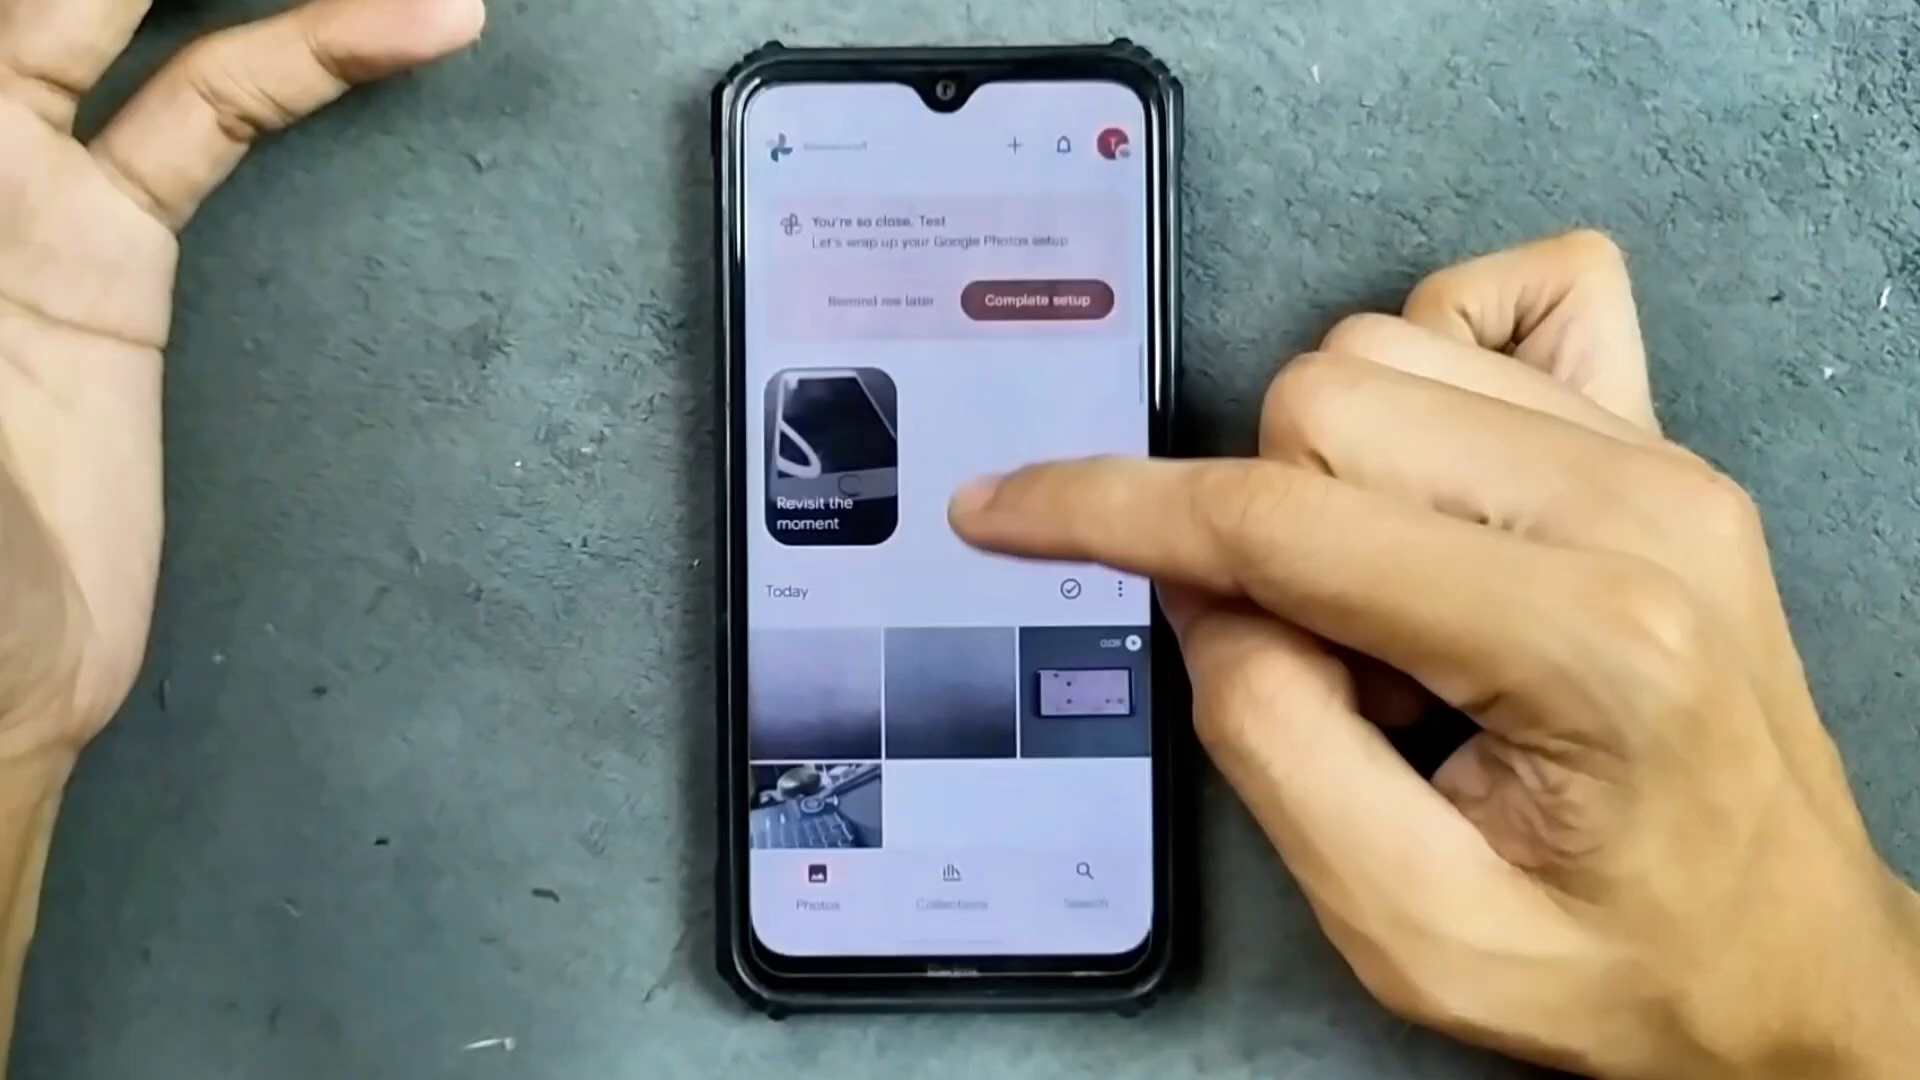 T
You're so close, Test
Let's wrap up your Google Photos setup
Remind me later
Complete setup
Revisit the
moment
Today
Photos
Collections
Search